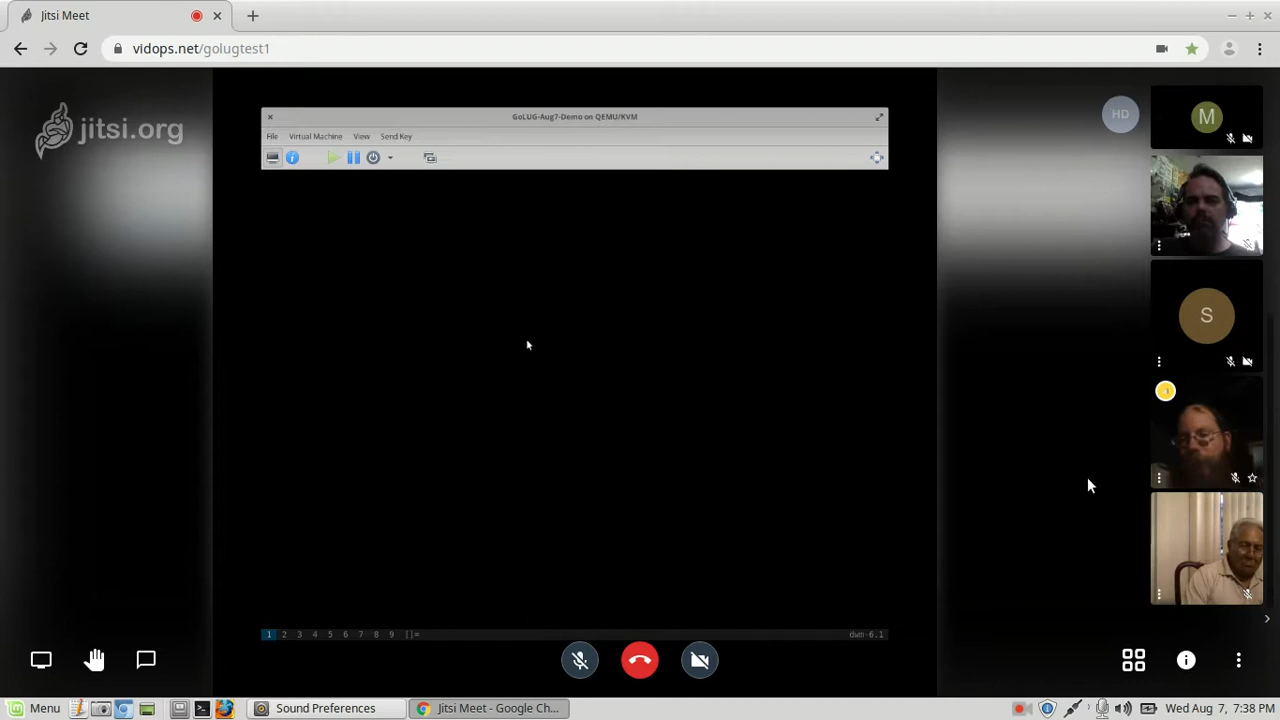 Jitsi Meet
vidops.net/golugtest1
jitsi.org
HD
M
GoLUG-Aug7-Demo on QEMU/KVM
File Virtual Machine View Send Key
S
1 2 3 4 5 6 7 8 9 []= dwm-6.1
Menu Sound Preferences Jitsi Meet - Google Ch... Wed Aug 7, 7:38 PM